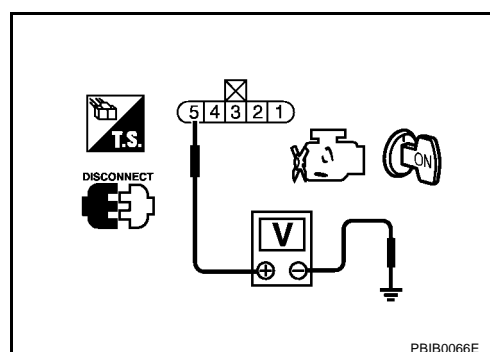 5 4 3 2 1
T.S.
ON
DISCONNECT
V
+ −
PBIB0066E